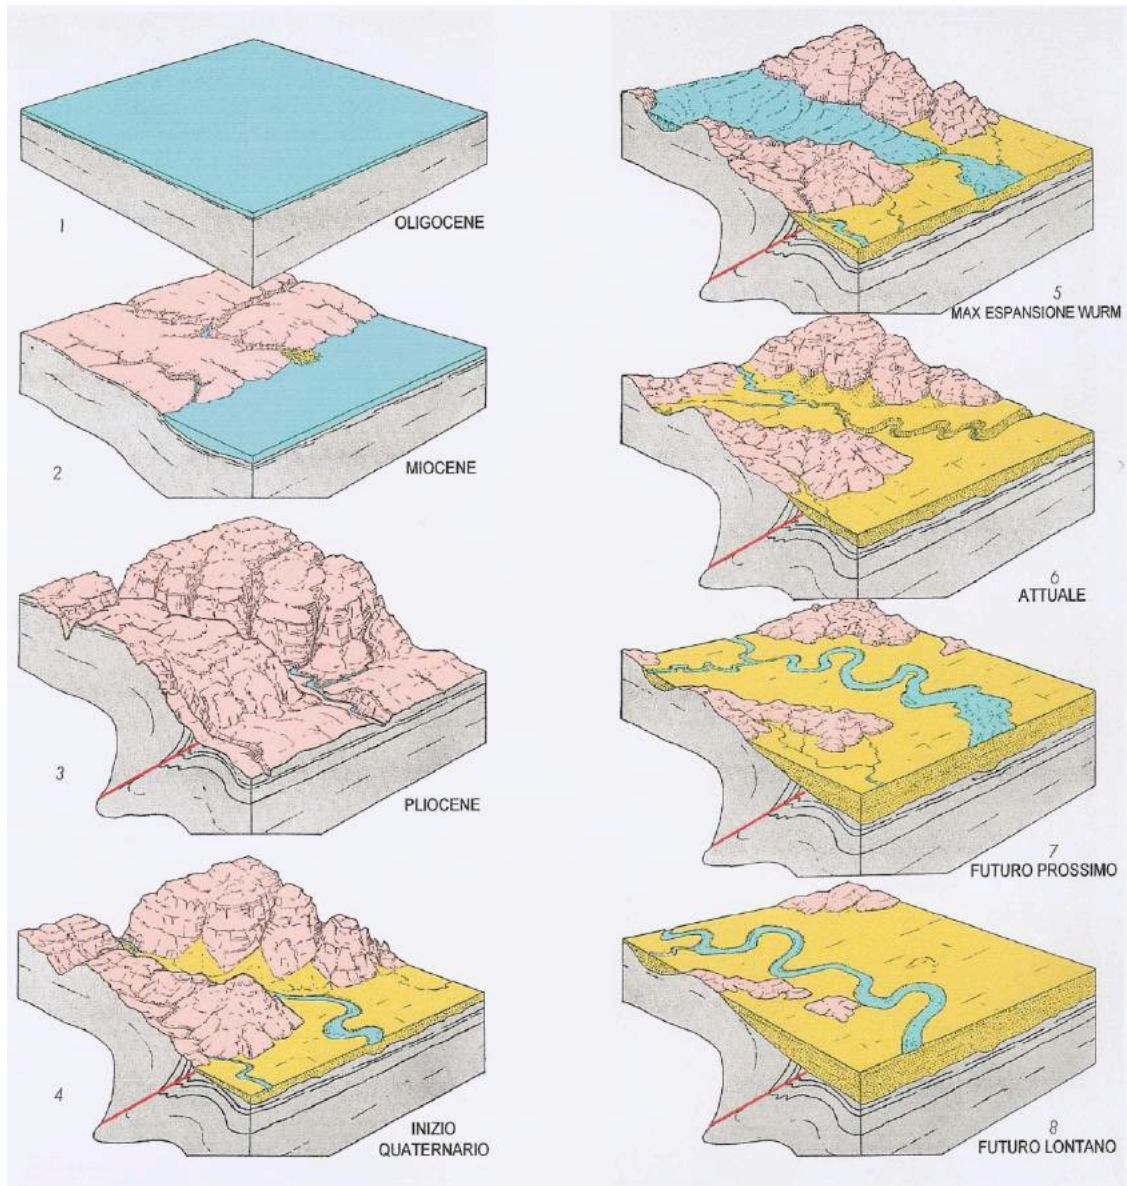 1
OLIGOCENE
2
MIOCENE
3
PLIOCENE
4
INIZIO
QUATERNARIO
5
MAX ESPANSIONE WURM
6
ATTUALE
7
FUTURO PROSSIMO
8
FUTURO LONTANO